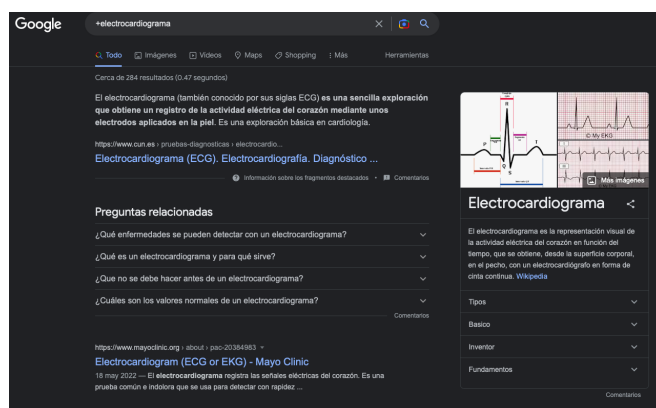 Google
+electrocardiograma
Todo
Imágenes
Videos
Maps
Shopping
Más
Herramientas
Cerca de 284 resultados (0.47 segundos)
El electrocardiograma (también conocido por sus siglas ECG) es una sencilla exploración
que obtiene un registro de la actividad eléctrica del corazón mediante unos
electrodos aplicados en la piel. Es una exploración básica en cardiología.
https://www.cun.es › pruebas-diagnosticas › electrocardio...
Electrocardiograma (ECG). Electrocardiografía. Diagnóstico ...
Información sobre los fragmentos destacados • Comentarios
Preguntas relacionadas
¿Qué enfermedades se pueden detectar con un electrocardiograma?
¿Qué es un electrocardiograma y para qué sirve?
¿Que no se debe hacer antes de un electrocardiograma?
¿Cuáles son los valores normales de un electrocardiograma?
Comentarios
https://www.mayoclinic.org › about › pac-20384983
Electrocardiogram (ECG or EKG) - Mayo Clinic
18 may 2022 — El electrocardiograma registra las señales eléctricas del corazón. Es una
prueba común e indolora que se usa para detectar con rapidez ...
R
P
T
Q
S
© My EKG
Más imágenes
Electrocardiograma
El electrocardiograma es la representación visual de
la actividad eléctrica del corazón en función del
tiempo, que se obtiene, desde la superficie corporal,
en el pecho, con un electrocardiógrafo en forma de
cinta continua. Wikipedia
Tipos
Basico
Inventor
Fundamentos
Comentarios